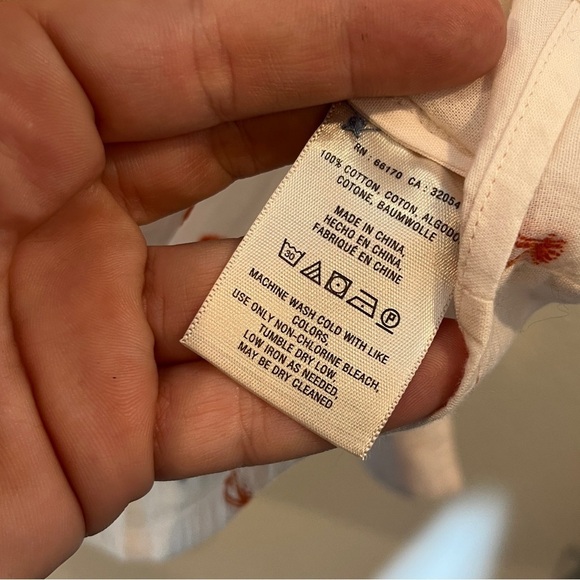 RN : 66170 CA : 32054
100% COTTON, COTON, ALGODO
COTONE, BAUMWOLLE
MADE IN CHINA,
HECHO EN CHINA,
FABRIQUÉ EN CHINE
30 P
MACHINE WASH COLD WITH LIKE
COLORS,
USE ONLY NON-CHLORINE BLEACH,
TUMBLE DRY LOW,
LOW IRON AS NEEDED,
MAY BE DRY CLEANED